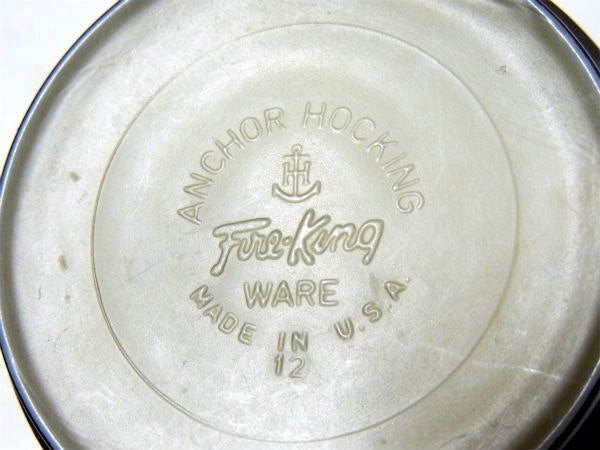 ANCHOR HOCKING
H
Fire-King
WARE
MADE IN U.S.A.
12